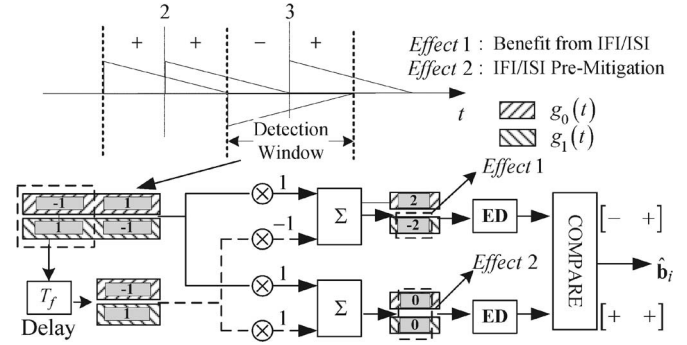 2 3
+ + − +
t
Effect 1 : Benefit from IFI/ISI
Effect 2 : IFI/ISI Pre-Mitigation
g₀(t)
g₁(t)
Detection
Window
Effect 1
-1 1
1 -1
1
−1
Σ
2
-2
ED
[− +]
COMPARE
b̂ᵢ
T_f
Delay
-1
1
1
1
Σ
Effect 2
0
0
ED
[+ +]